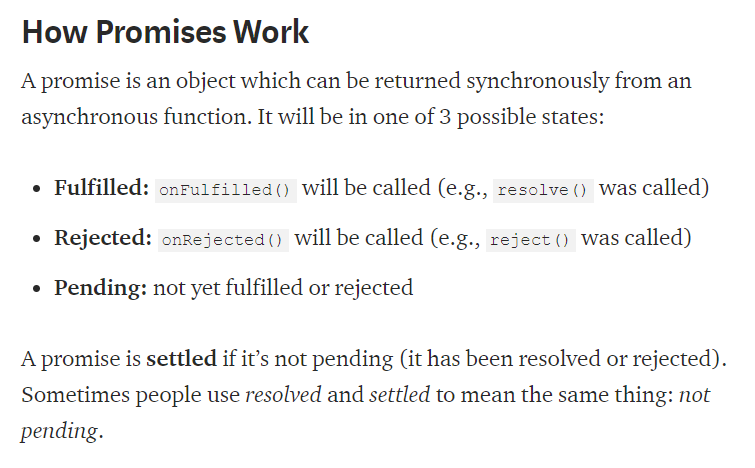 How Promises Work
A promise is an object which can be returned synchronously from an
asynchronous function. It will be in one of 3 possible states:
• Fulfilled: onFulfilled() will be called (e.g., resolve() was called)
• Rejected: onRejected() will be called (e.g., reject() was called)
• Pending: not yet fulfilled or rejected
A promise is settled if it’s not pending (it has been resolved or rejected).
Sometimes people use resolved and settled to mean the same thing: not
pending.